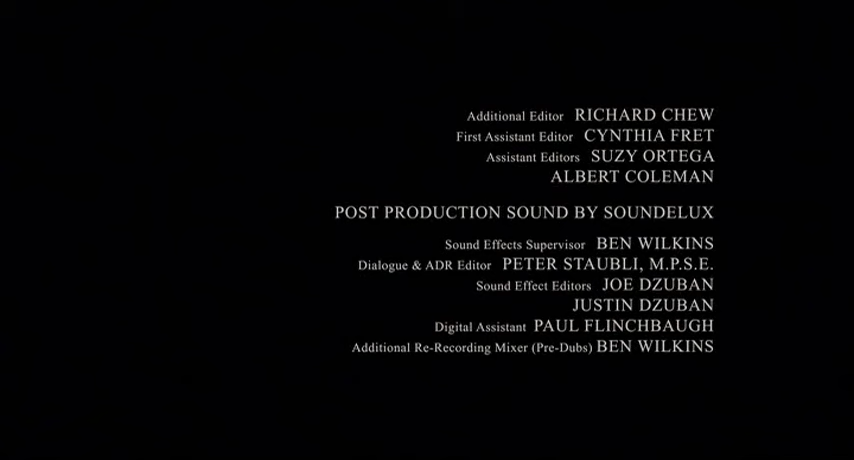 Additional Editor RICHARD CHEW
First Assistant Editor CYNTHIA FRET
Assistant Editors SUZY ORTEGA
ALBERT COLEMAN
POST PRODUCTION SOUND BY SOUNDELUX
Sound Effects Supervisor BEN WILKINS
Dialogue & ADR Editor PETER STAUBLI, M.P.S.E.
Sound Effect Editors JOE DZUBAN
JUSTIN DZUBAN
Digital Assistant PAUL FLINCHBAUGH
Additional Re-Recording Mixer (Pre-Dubs) BEN WILKINS